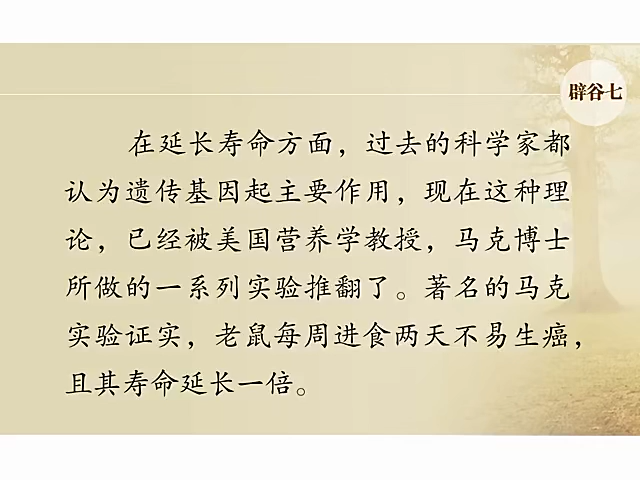 辟谷七
在延长寿命方面，过去的科学家都
认为遗传基因起主要作用，现在这种理
论，已经被美国营养学教授，马克博士
所做的一系列实验推翻了。著名的马克
实验证实，老鼠每周进食两天不易生癌，
且其寿命延长一倍。